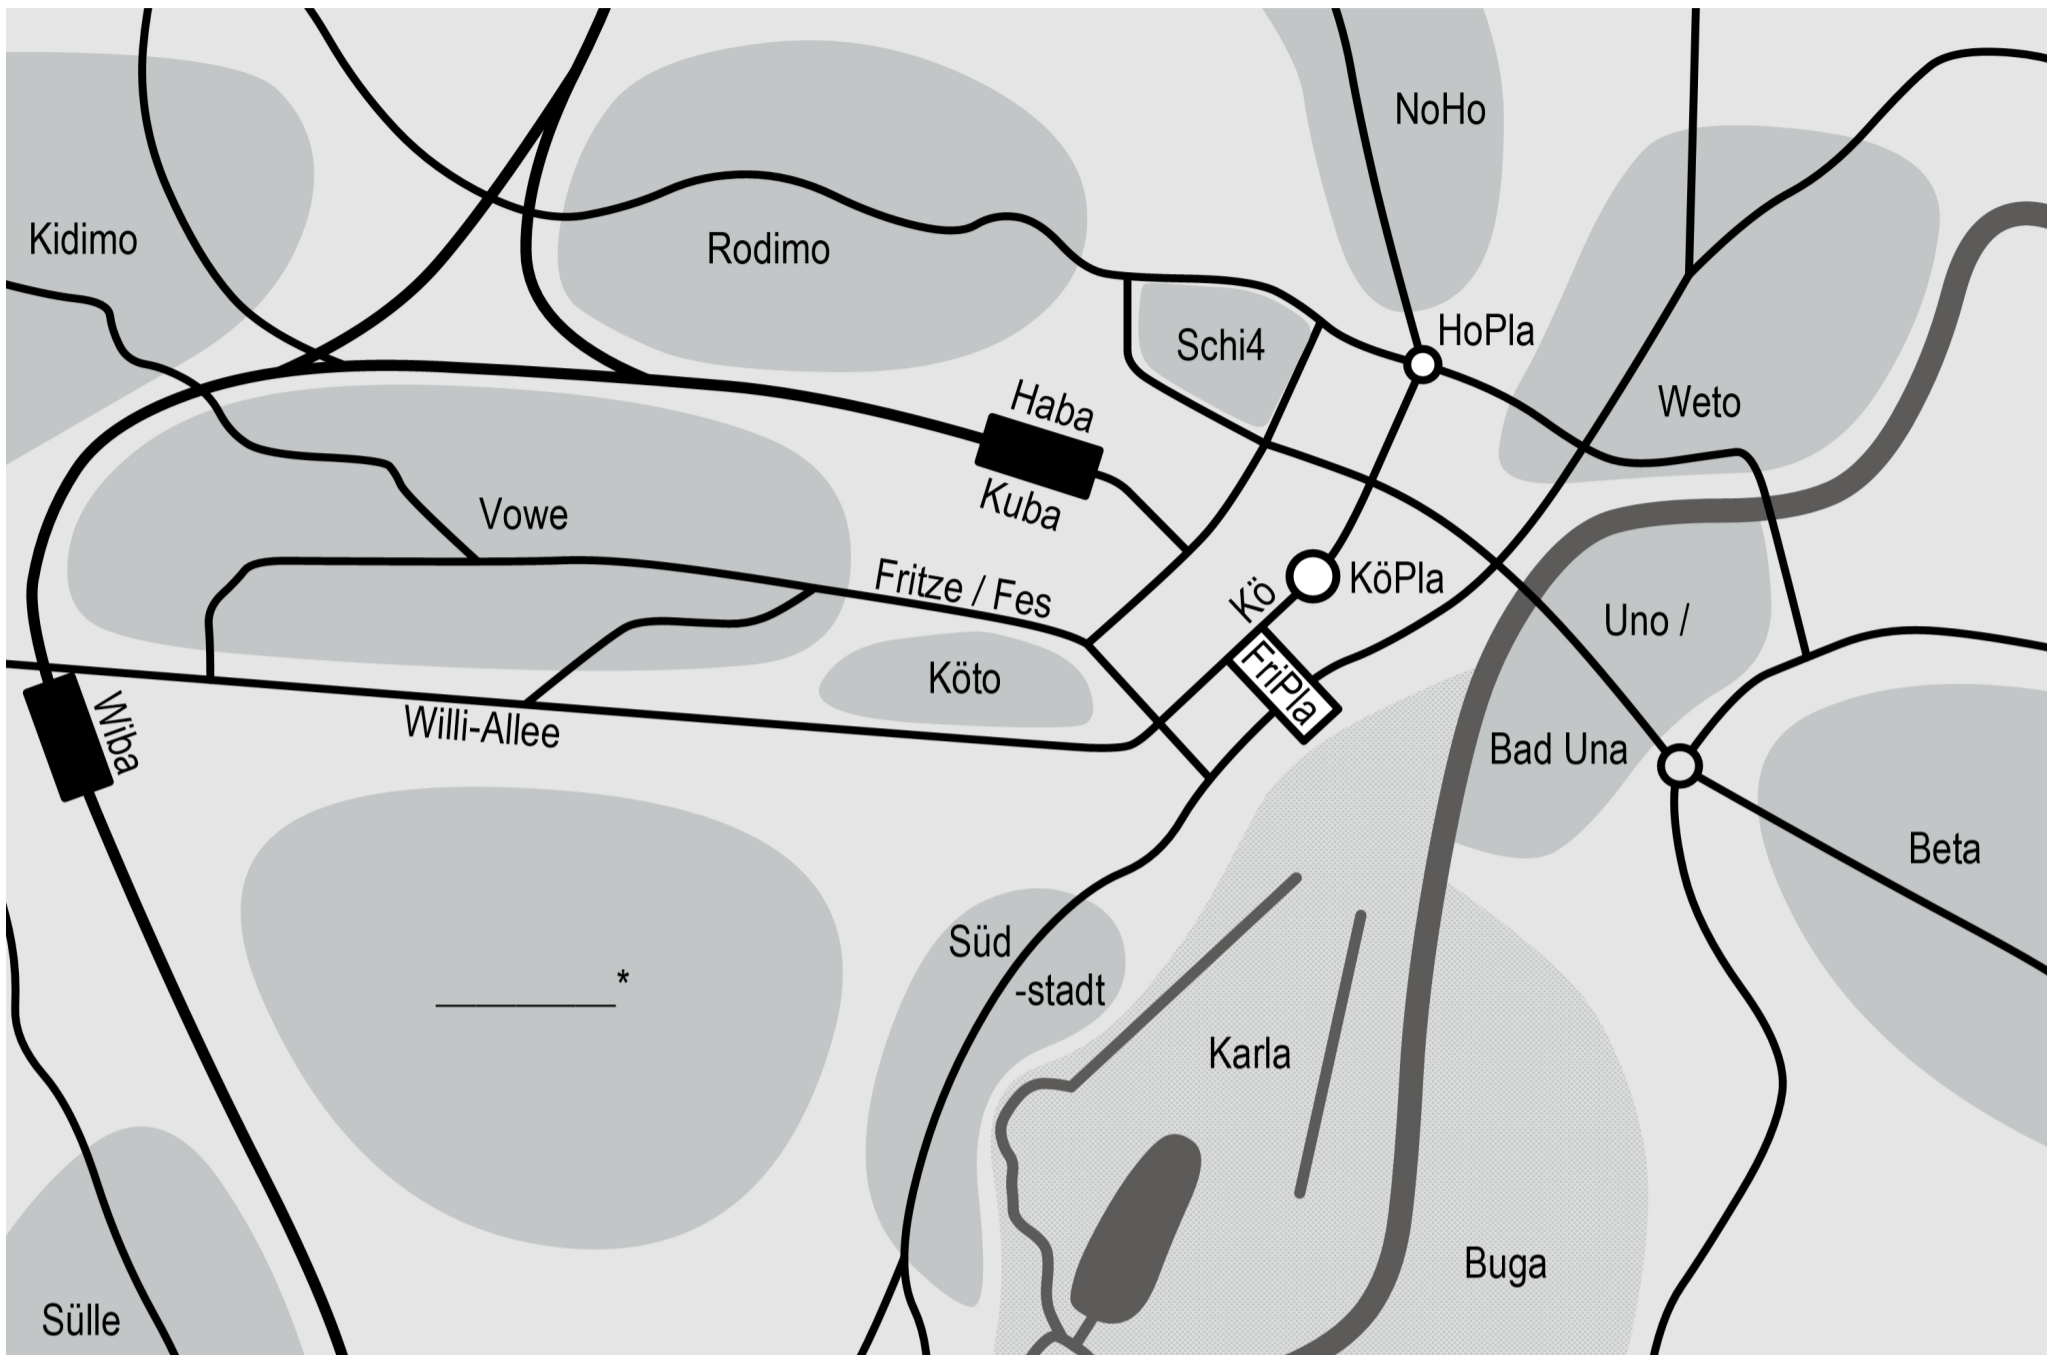 NoHo
Kidimo
Rodimo
HoPla
Schi4
Haba
Weto
Kuba
Vowe
Fritze / Fes
Kö
KöPla
Uno /
Köto
FriPla
Willi-Allee
Wiba
Bad Una
Beta
Süd
-stadt
_________*
Karla
Buga
Sülle